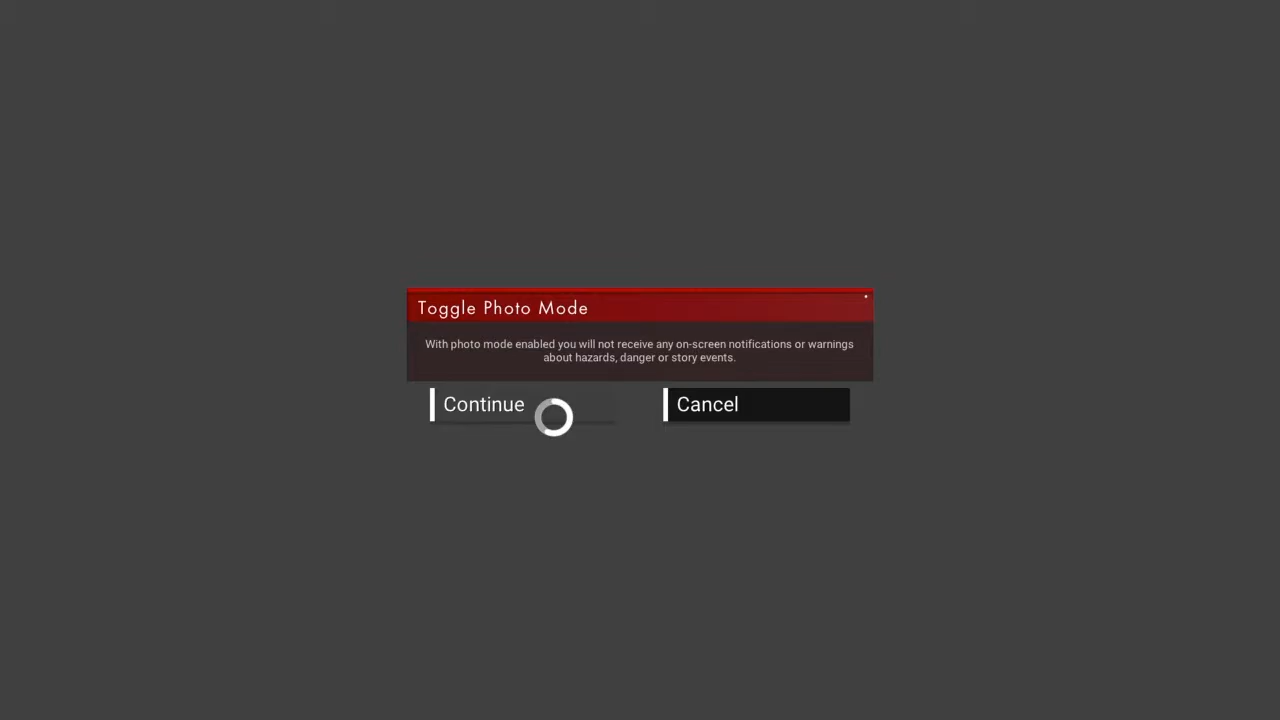 Toggle Photo Mode
With photo mode enabled you will not receive any on-screen notifications or warnings
about hazards, danger or story events.
Continue
Cancel